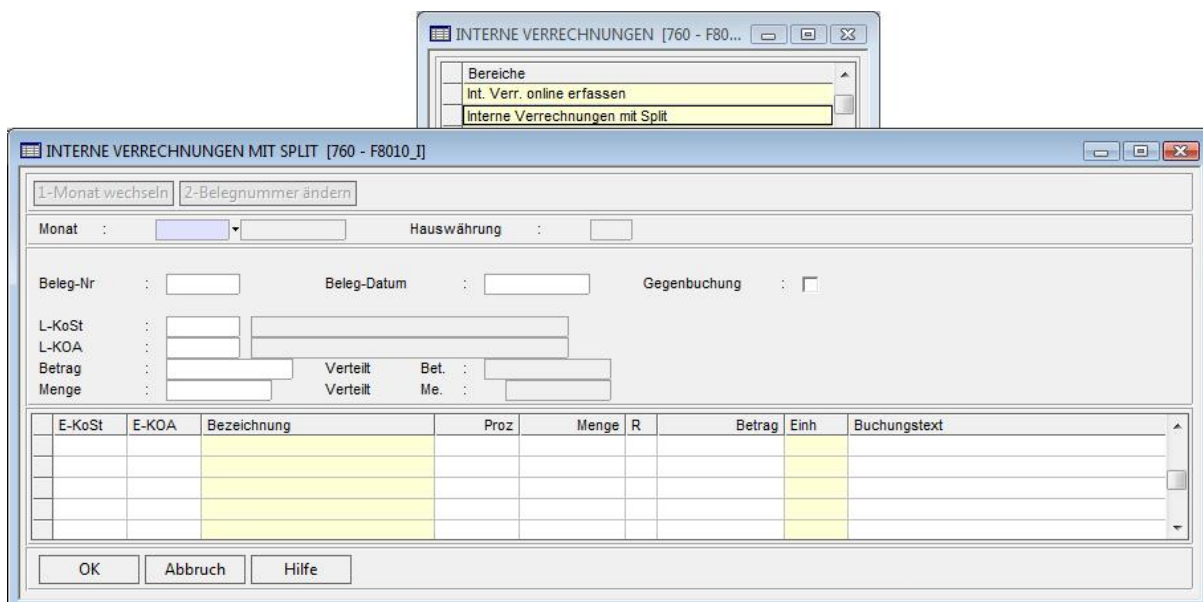 INTERNE VERRECHNUNGEN [760 - F80...
Bereiche
Int. Verr. online erfassen
Interne Verrechnungen mit Split
INTERNE VERRECHNUNGEN MIT SPLIT [760 - F8010_I]
1-Monat wechseln 2-Belegnummer ändern
Monat : Hauswährung :
Beleg-Nr : Beleg-Datum : Gegenbuchung :
L-KoSt :
L-KOA :
Betrag : Verteilt Bet. :
Menge : Verteilt Me. :
E-KoSt E-KOA Bezeichnung Proz Menge R Betrag Einh Buchungstext
OK Abbruch Hilfe